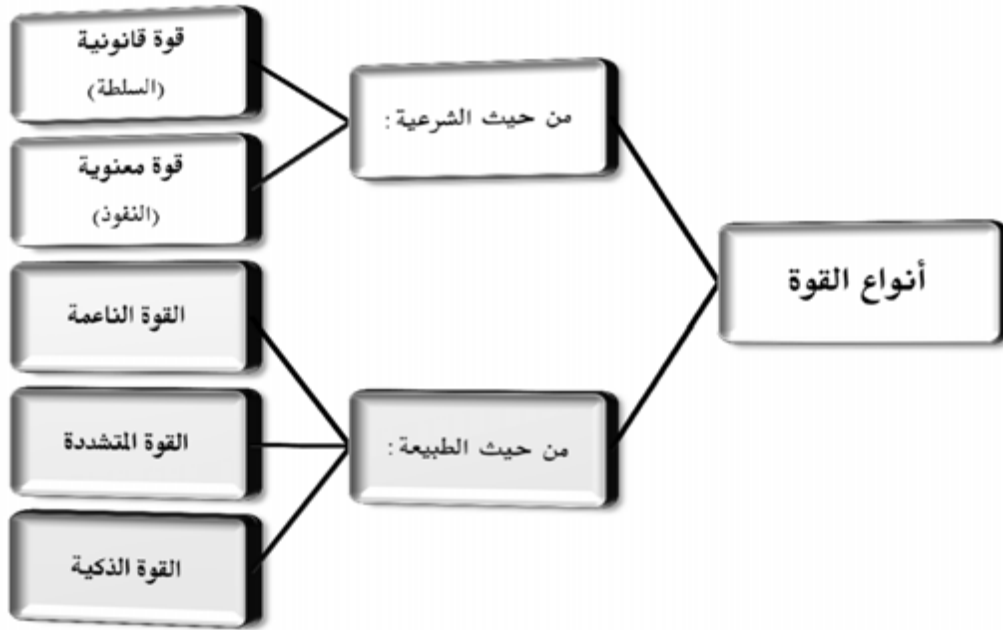 أنواع القوة
من حيث الشرعية:
قوة قانونية
(السلطة)
قوة معنوية
(النفوذ)
من حيث الطبيعة:
القوة الناعمة
القوة المتشددة
القوة الذكية